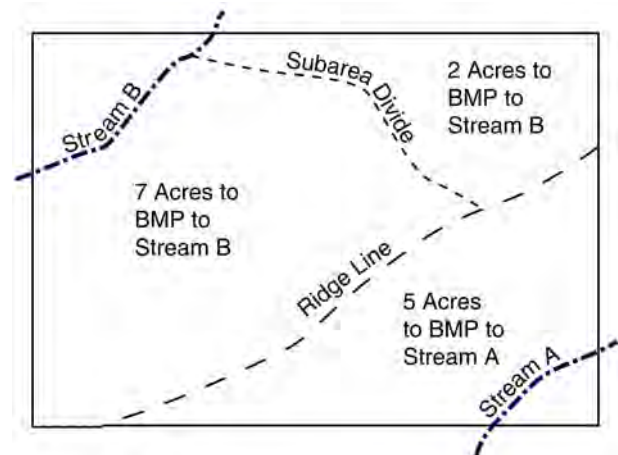 Stream B
Subarea Divide
2 Acres to
BMP to
Stream B
7 Acres to
BMP to
Stream B
Ridge Line
5 Acres
to BMP to
Stream A
Stream A